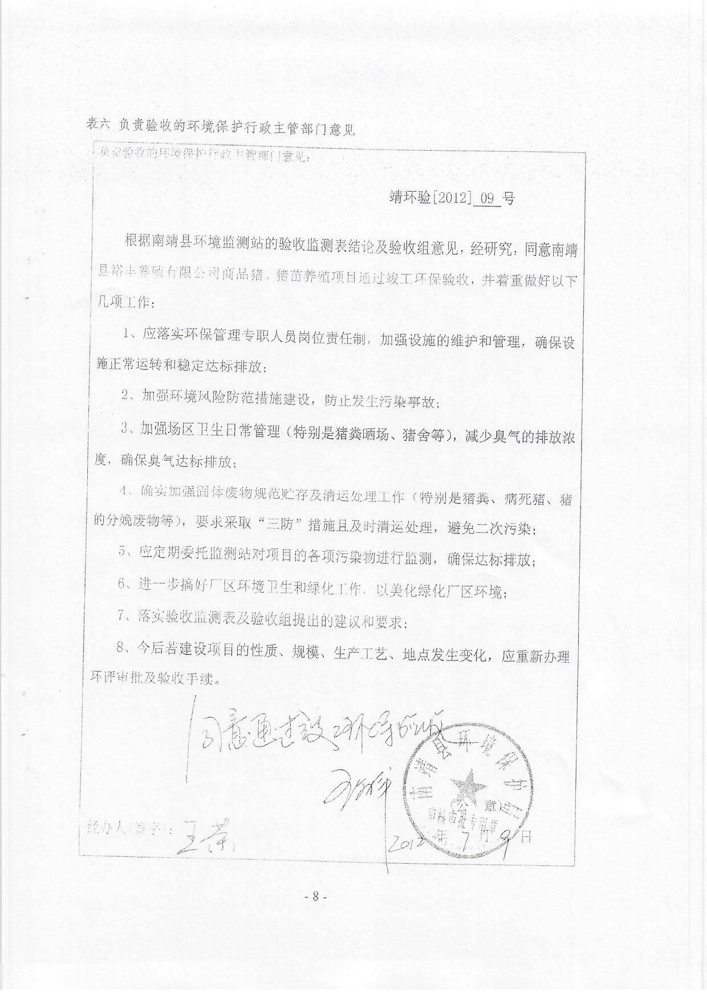 表六 负责验收的环境保护行政主管部门意见
负责验收的环境保护行政主管部门意见：
靖环验[2012] 09 号
根据南靖县环境监测站的验收监测表结论及验收组意见，经研究，同意南靖
县裕丰养殖有限公司商品猪、猪苗养殖项目通过竣工环保验收，并着重做好以下
几项工作：
1、应落实环保管理专职人员岗位责任制，加强设施的维护和管理，确保设
施正常运转和稳定达标排放；
2、加强环境风险防范措施建设，防止发生污染事故；
3、加强场区卫生日常管理（特别是猪粪晒场、猪舍等），减少臭气的排放浓
度，确保臭气达标排放；
4、确实加强固体废物规范贮存及清运处理工作（特别是猪粪、病死猪、猪
的分娩废物等），要求采取“三防”措施且及时清运处理，避免二次污染；
5、应定期委托监测站对项目的各项污染物进行监测，确保达标排放；
6、进一步搞好厂区环境卫生和绿化工作，以美化绿化厂区环境；
7、落实验收监测表及验收组提出的建议和要求；
8、今后若建设项目的性质、规模、生产工艺、地点发生变化，应重新办理
环评审批及验收手续。
同意通过竣工环保验收
南靖县环境保护局
（公 章）
审核审批专用章
经办人（签字）：王
2012年 7 月 9 日
- 8 -